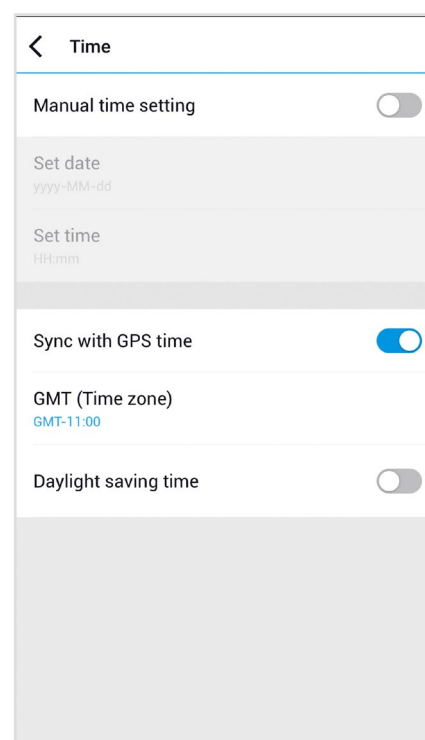 Time
Manual time setting
Set date
yyyy-MM-dd
Set time
HH:mm
Sync with GPS time
GMT (Time zone)
GMT-11:00
Daylight saving time